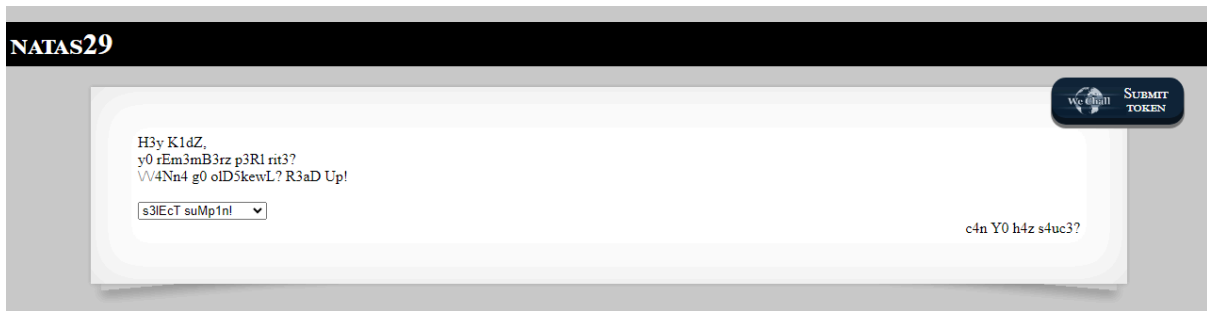 NATAS29
We Chall
SUBMIT
TOKEN
H3y K1dZ,
y0 rEm3mB3rz p3Rl rit3?
\/\/4Nn4 g0 olD5kewL? R3aD Up!
s3lEcT suMp1n!
c4n Y0 h4z s4uc3?